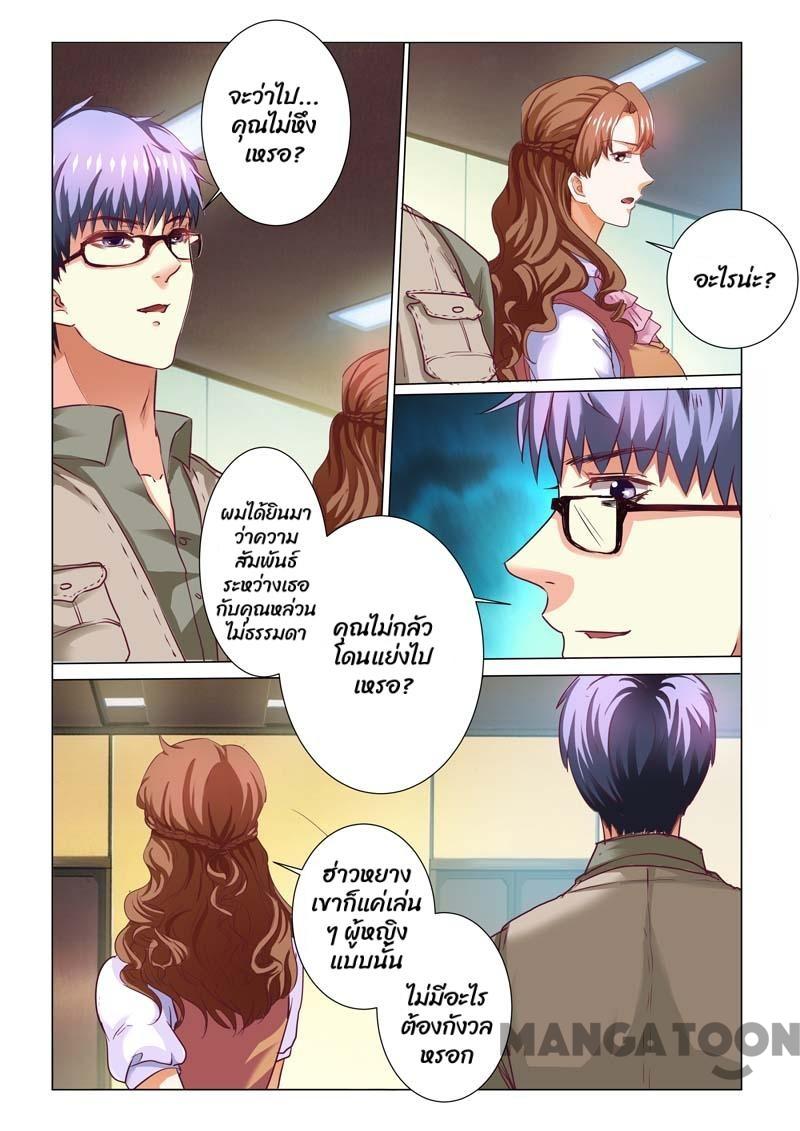 จะว่าไป...
คุณไม่หึง
เหรอ?
อะไรน่ะ?
ผมได้ยินมา
ว่าความ
สัมพันธ์
ระหว่างเธอ
กับคุณหล่วน
ไม่ธรรมดา
คุณไม่กลัว
โดนแย่งไป
เหรอ?
ฮ่าวหยาง
เขาก็แค่เล่น
ๆ ผู้หญิง
แบบนั้น
ไม่มีอะไร
ต้องกังวล
หรอก
MANGATOON